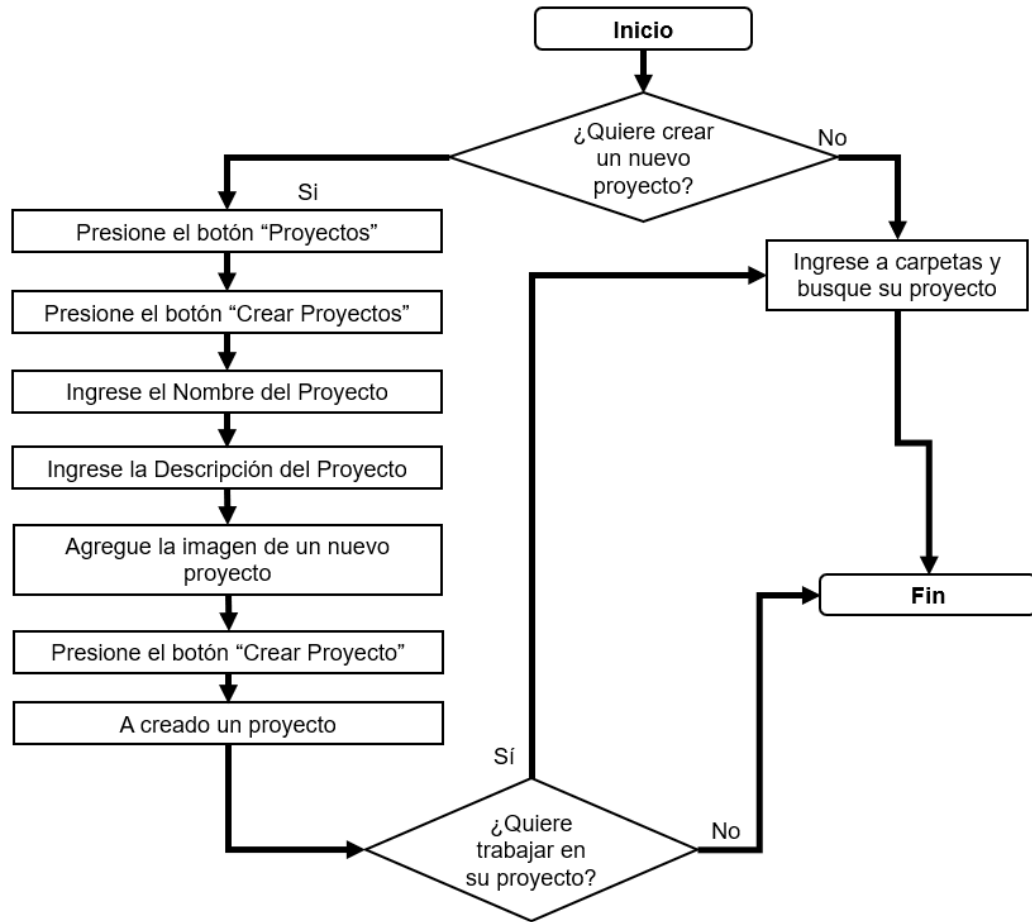 Inicio
¿Quiere crear
un nuevo
proyecto?
No
Si
Presione el botón “Proyectos”
Ingrese a carpetas y
busque su proyecto
Presione el botón “Crear Proyectos”
Ingrese el Nombre del Proyecto
Ingrese la Descripción del Proyecto
Agregue la imagen de un nuevo
proyecto
Fin
Presione el botón “Crear Proyecto”
A creado un proyecto
Sí
¿Quiere
trabajar en
su proyecto?
No